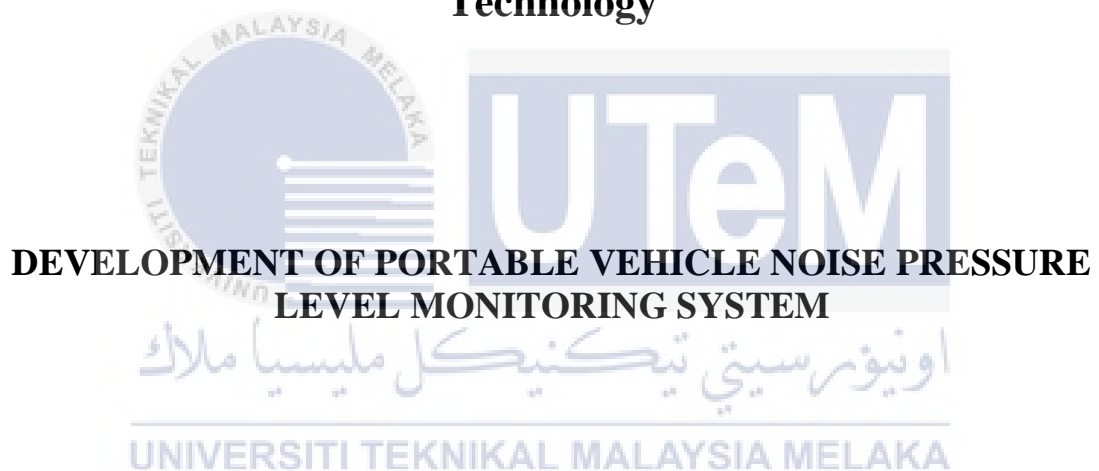 Technology
UNIVERSITI TEKNIKAL MALAYSIA MELAKA
UTeM
DEVELOPMENT OF PORTABLE VEHICLE NOISE PRESSURE
LEVEL MONITORING SYSTEM
اونيۏرسيتي تيكنيكل مليسيا ملاك
UNIVERSITI TEKNIKAL MALAYSIA MELAKA